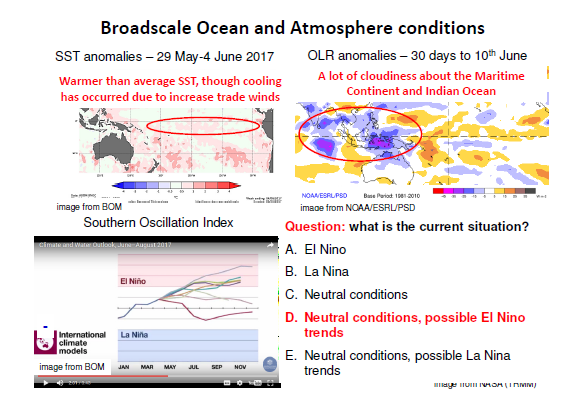 Broadscale Ocean and Atmosphere conditions
SST anomalies – 29 May-4 June 2017
OLR anomalies – 30 days to 10th June
Warmer than average SST, though cooling
has occurred due to increase trade winds
A lot of cloudiness about the Maritime
Continent and Indian Ocean
image from BOM
NOAA/ESRL/PSD
Base Period: 1981-2010
image from NOAA/ESRL/PSD
Southern Oscillation Index
Climate and Water Outlook, June–August 2017
El Niño
La Niña
International
climate
models
image from BOM
JAN MAR MAY JUL SEP NOV
Question: what is the current situation?
A. El Nino
B. La Nina
C. Neutral conditions
D. Neutral conditions, possible El Nino
trends
E. Neutral conditions, possible La Nina
trends
image from NASA (TRMM)